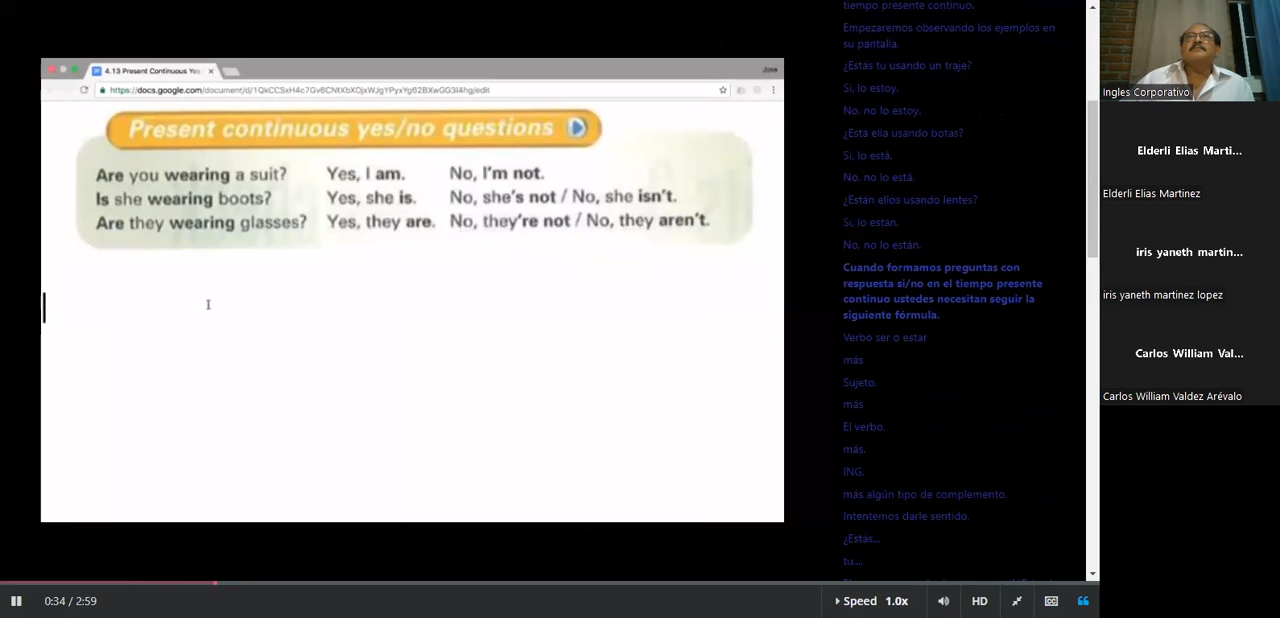 4.13 Present Continuous Yes
Jose
https://docs.google.com/document/d/1QkCCSxH4c7Gv6CNtXbXOjxWJgYPyxYg62BXwGG3I4hg/edit
Present continuous yes/no questions
Are you wearing a suit? Yes, I am. No, I'm not.
Is she wearing boots? Yes, she is. No, she's not / No, she isn't.
Are they wearing glasses? Yes, they are. No, they're not / No, they aren't.
tiempo presente continuo.
Empezaremos observando los ejemplos en
su pantalla.
¿Estás tu usando un traje?
Si, lo estoy.
No, no lo estoy.
¿Está ella usando botas?
Si, lo está.
No, no lo está.
¿Están ellos usando lentes?
Si, lo estan.
No, no lo están.
Cuando formamos preguntas con
respuesta si/no en el tiempo presente
continuo ustedes necesitan seguir la
siguiente fórmula.
Verbo ser o estar
más
Sujeto.
más
El verbo.
más.
ING.
más algún tipo de complemento.
Intentemos darle sentido.
¿Estás...
tu....
Ingles Corporativo
Elderli Elias Marti...
Elderli Elias Martinez
iris yaneth martin...
iris yaneth martinez lopez
Carlos William Val...
Carlos William Valdez Arévalo
0:34 / 2:59
Speed 1.0x
HD
CC